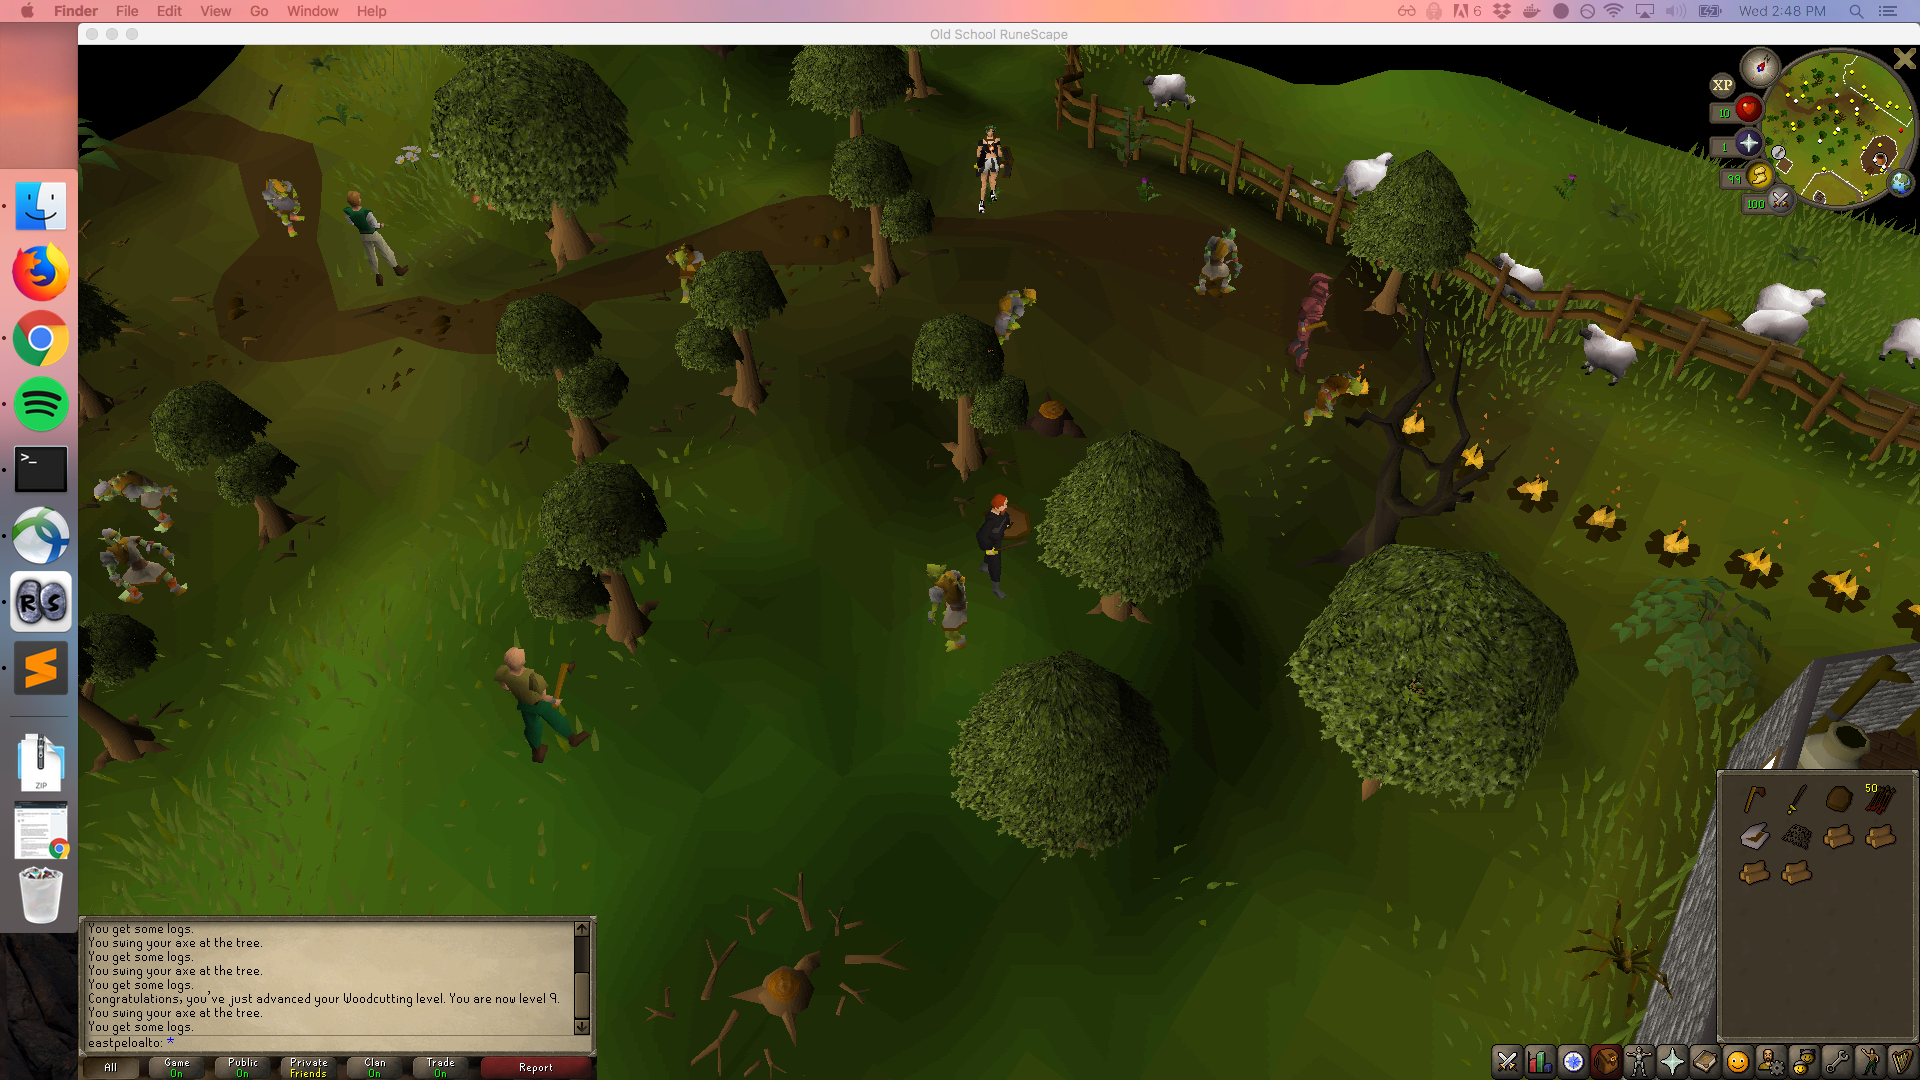 Finder File Edit View Go Window Help
6
Wed 2:48 PM
Old School RuneScape
XP
10
1
99
100
>_
RS
ZIP
50
You get some logs.
You swing your axe at the tree.
You get some logs.
You swing your axe at the tree.
You get some logs.
Congratulations, you've just advanced your Woodcutting level. You are now level 9.
You swing your axe at the tree.
You get some logs.
eastpeloalto: *
All
Game
On
Public
On
Private
Friends
Clan
On
Trade
On
Report